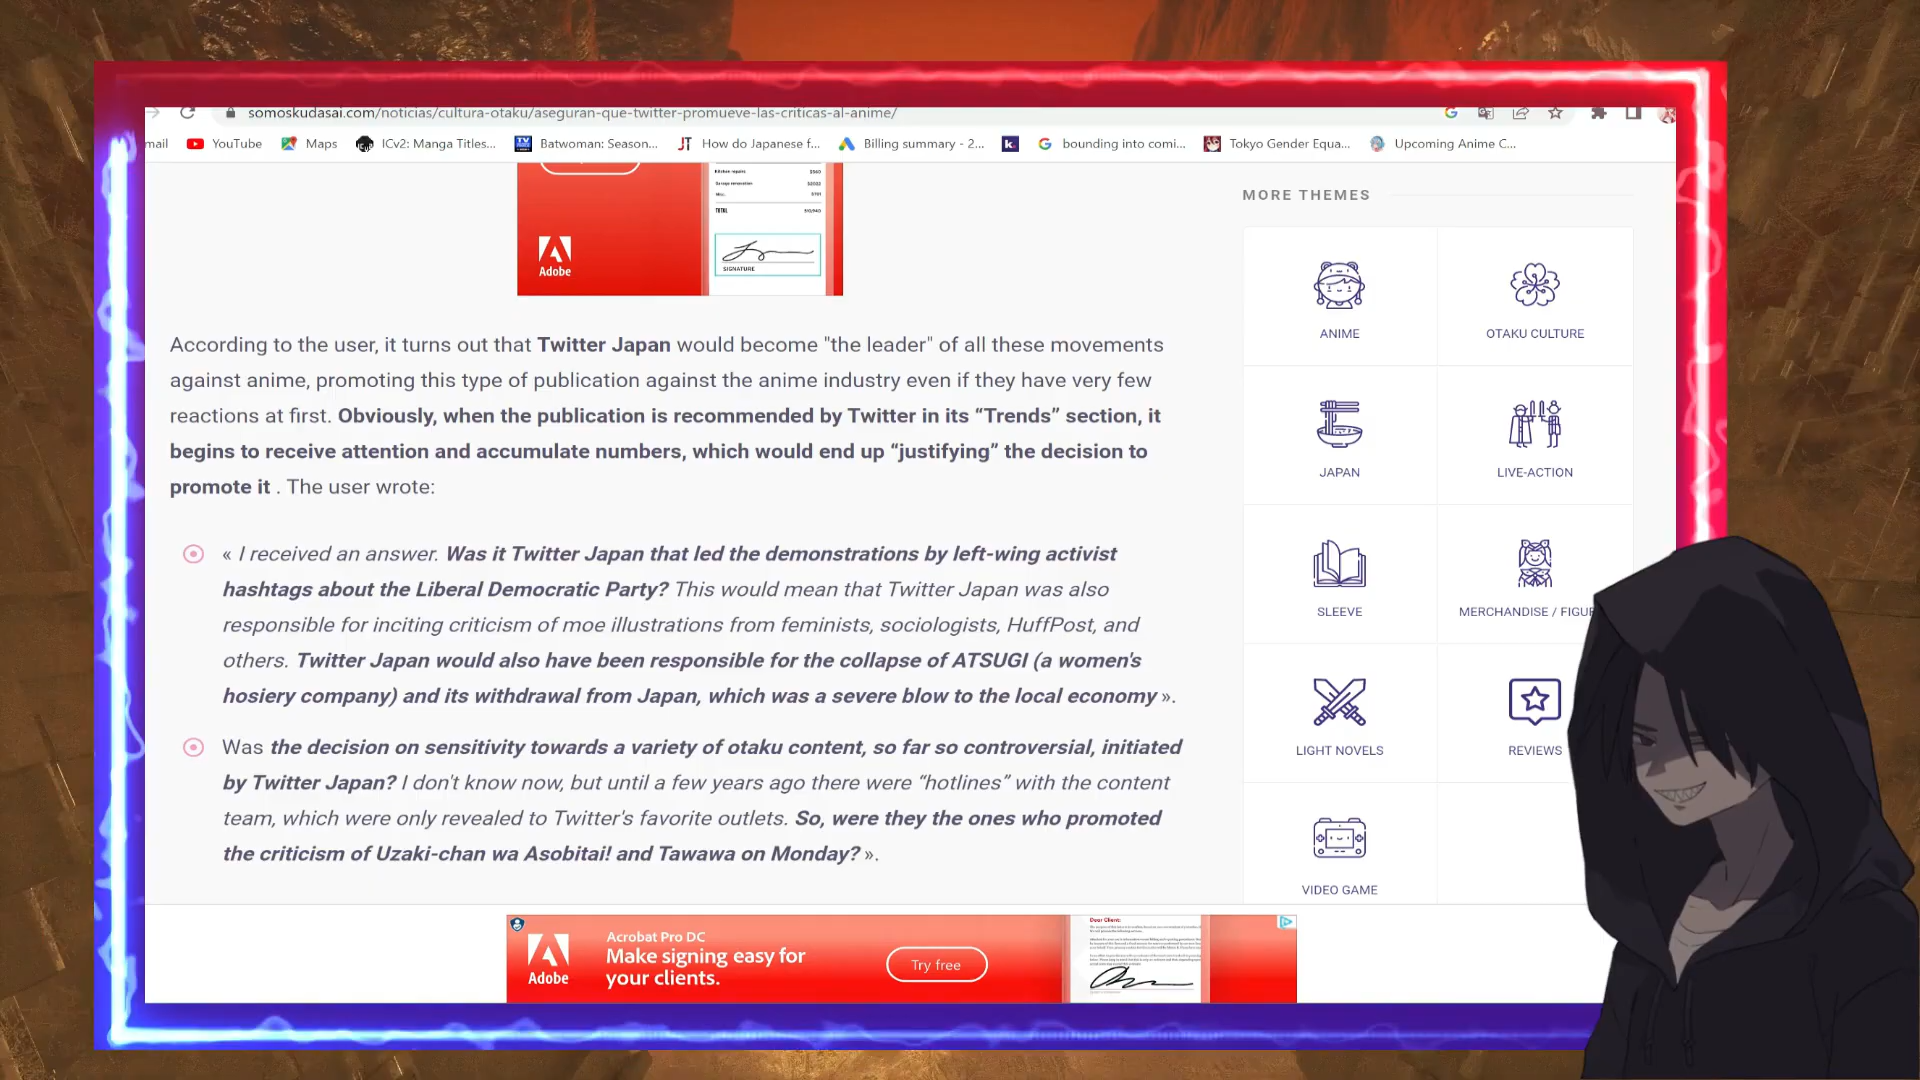 somoskudasai.com/noticias/cultura-otaku/aseguran-que-twitter-promueve-las-criticas-al-anime/
mail
YouTube
Maps
ICv2: Manga Titles...
Batwoman: Season...
How do Japanese f...
Billing summary - 2...
bounding into comi...
Tokyo Gender Equa...
Upcoming Anime C...
Kitchen repairs $560
TOTAL
SIGNATURE
Adobe
MORE THEMES
ANIME
OTAKU CULTURE
JAPAN
LIVE-ACTION
SLEEVE
MERCHANDISE / FIGUR
LIGHT NOVELS
REVIEWS
VIDEO GAME
According to the user, it turns out that Twitter Japan would become "the leader" of all these movements
against anime, promoting this type of publication against the anime industry even if they have very few
reactions at first. Obviously, when the publication is recommended by Twitter in its “Trends” section, it
begins to receive attention and accumulate numbers, which would end up “justifying” the decision to
promote it . The user wrote:
« I received an answer. Was it Twitter Japan that led the demonstrations by left-wing activist
hashtags about the Liberal Democratic Party? This would mean that Twitter Japan was also
responsible for inciting criticism of moe illustrations from feminists, sociologists, HuffPost, and
others. Twitter Japan would also have been responsible for the collapse of ATSUGI (a women's
hosiery company) and its withdrawal from Japan, which was a severe blow to the local economy ».
Was the decision on sensitivity towards a variety of otaku content, so far so controversial, initiated
by Twitter Japan? I don't know now, but until a few years ago there were “hotlines” with the content
team, which were only revealed to Twitter's favorite outlets. So, were they the ones who promoted
the criticism of Uzaki-chan wa Asobitai! and Tawawa on Monday? ».
Adobe
Acrobat Pro DC
Make signing easy for
your clients.
Try free
Dear Client: